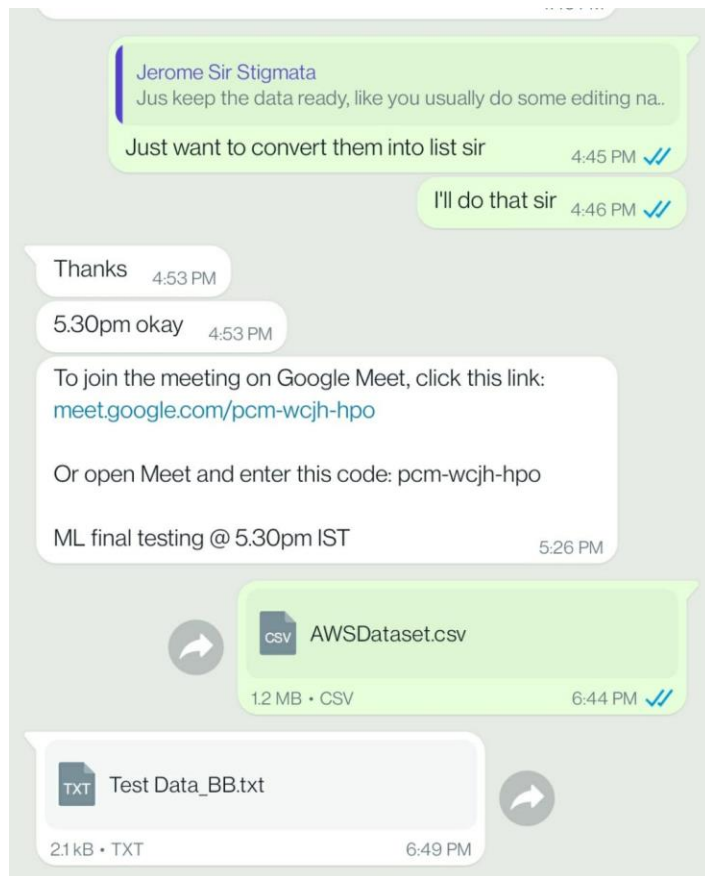 Jerome Sir Stigmata
Jus keep the data ready, like you usually do some editing na..
Just want to convert them into list sir
4:45 PM
I'll do that sir
4:46 PM
Thanks
4:53 PM
5.30pm okay
4:53 PM
To join the meeting on Google Meet, click this link:
meet.google.com/pcm-wcjh-hpo
Or open Meet and enter this code: pcm-wcjh-hpo
ML final testing @ 5.30pm IST
5:26 PM
CSV
AWSDataset.csv
1.2 MB • CSV
6:44 PM
TXT
Test Data_BB.txt
2.1 kB • TXT
6:49 PM